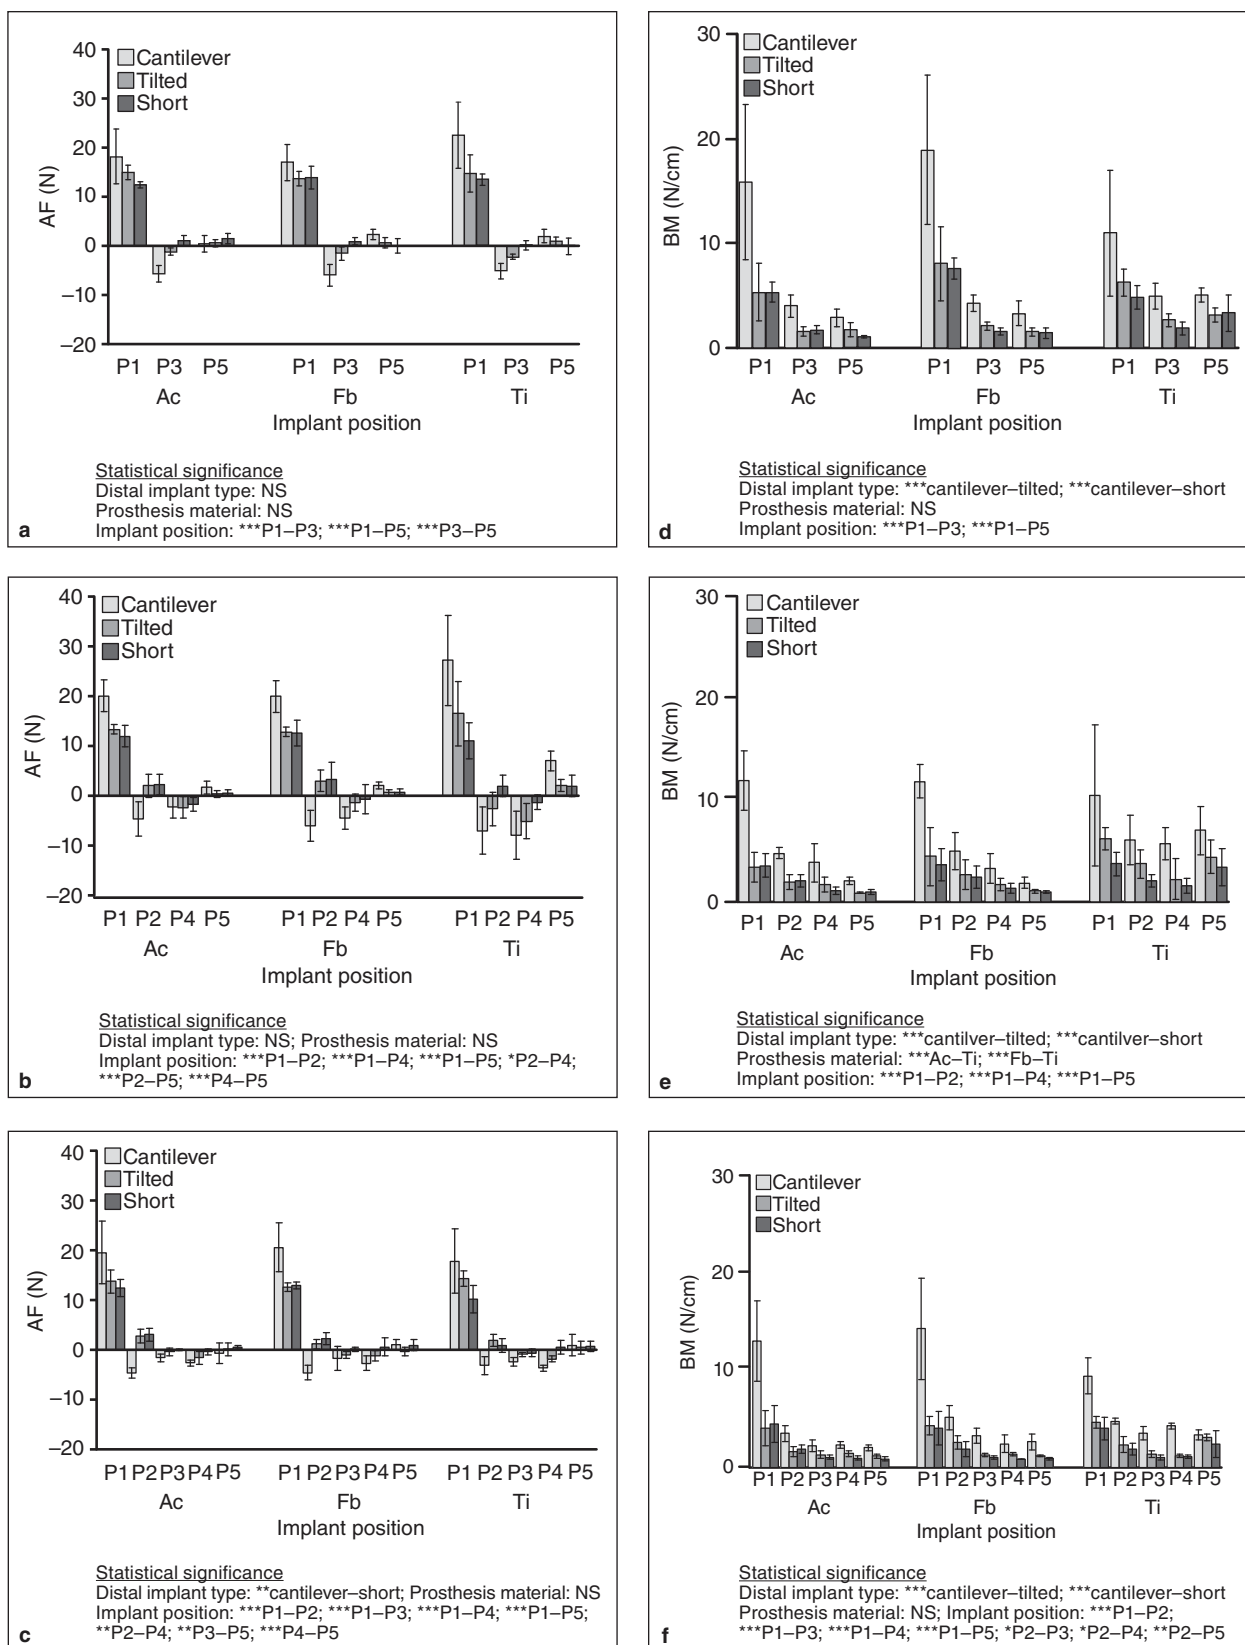 40
30
20
10
0
−10
−20
AF (N)
Cantilever
Tilted
Short
P1 P3 P5 P1 P3 P5 P1 P3 P5
Ac Fb Ti
Implant position
Statistical significance
Distal implant type: NS
Prosthesis material: NS
Implant position: ***P1–P3; ***P1–P5; ***P3–P5
a
30
20
10
0
BM (N/cm)
Cantilever
Tilted
Short
P1 P3 P5 P1 P3 P5 P1 P3 P5
Ac Fb Ti
Implant position
Statistical significance
Distal implant type: ***cantilever–tilted; ***cantilever–short
Prosthesis material: NS
Implant position: ***P1–P3; ***P1–P5
d
40
30
20
10
0
−10
−20
AF (N)
Cantilever
Tilted
Short
P1 P2 P4 P5 P1 P2 P4 P5 P1 P2 P4 P5
Ac Fb Ti
Implant position
Statistical significance
Distal implant type: NS; Prosthesis material: NS
Implant position: ***P1–P2; ***P1–P4; ***P1–P5; *P2–P4;
***P2–P5; ***P4–P5
b
30
20
10
0
BM (N/cm)
Cantilever
Tilted
Short
P1 P2 P4 P5 P1 P2 P4 P5 P1 P2 P4 P5
Ac Fb Ti
Implant position
Statistical significance
Distal implant type: ***cantilver–tilted; ***cantilver–short
Prosthesis material: ***Ac–Ti; ***Fb–Ti
Implant position: ***P1–P2; ***P1–P4; ***P1–P5
e
40
30
20
10
0
−10
−20
AF (N)
Cantilever
Tilted
Short
P1 P2 P3 P4 P5 P1 P2 P3 P4 P5 P1 P2 P3 P4 P5
Ac Fb Ti
Implant position
Statistical significance
Distal implant type: **cantilever–short; Prosthesis material: NS
Implant position: ***P1–P2; ***P1–P3; ***P1–P4; ***P1–P5;
**P2–P4; **P3–P5; ***P4–P5
c
30
20
10
0
BM (N/cm)
Cantilever
Tilted
Short
P1 P2 P3 P4 P5 P1 P2 P3 P4 P5 P1 P2 P3 P4 P5
Ac Fb Ti
Implant position
Statistical significance
Distal implant type: ***cantilever–tilted; ***cantilever–short
Prosthesis material: NS; Implant position: ***P1–P2;
***P1–P3; ***P1–P4; ***P1–P5; *P2–P3; *P2–P4; **P2–P5
f